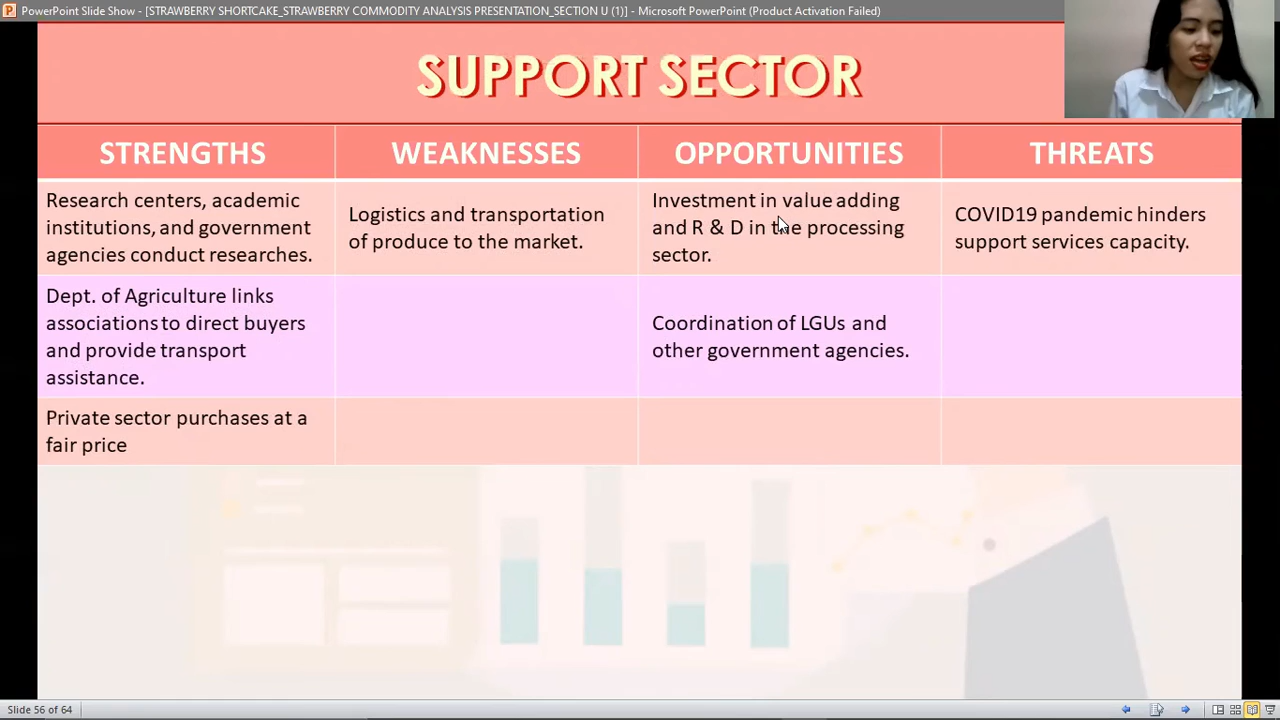 PowerPoint Slide Show - [STRAWBERRY SHORTCAKE_STRAWBERRY COMMODITY ANALYSIS PRESENTATION_SECTION U (1)] - Microsoft PowerPoint (Product Activation Failed)
SUPPORT SECTOR
STRENGTHS
WEAKNESSES
OPPORTUNITIES
THREATS
Research centers, academic
institutions, and government
agencies conduct researches.
Logistics and transportation
of produce to the market.
Investment in value adding
and R & D in the processing
sector.
COVID19 pandemic hinders
support services capacity.
Dept. of Agriculture links
associations to direct buyers
and provide transport
assistance.
Coordination of LGUs and
other government agencies.
Private sector purchases at a
fair price
Slide 56 of 64